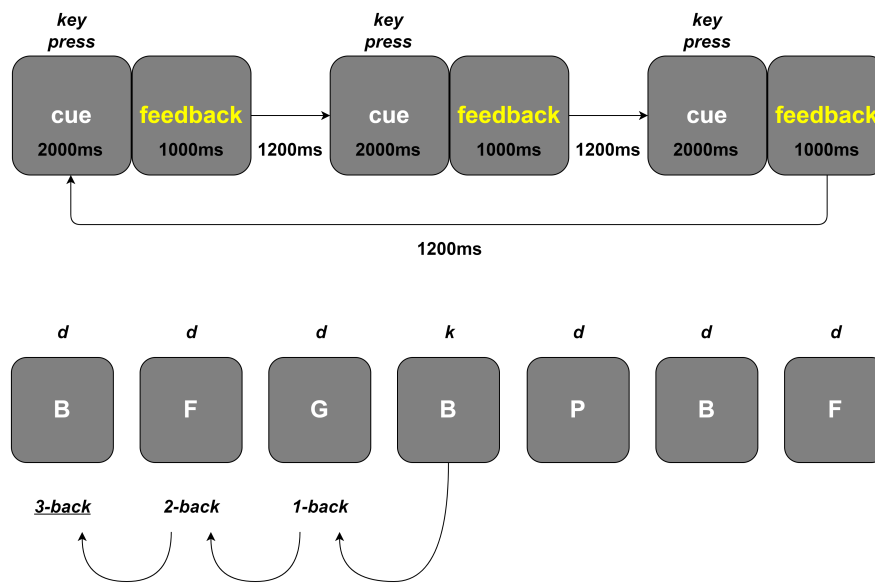 key key key
press press press
cue feedback cue feedback cue feedback
2000ms 1000ms 1200ms 2000ms 1000ms 1200ms 2000ms 1000ms
1200ms
d d d k d d d
B F G B P B F
3-back 2-back 1-back